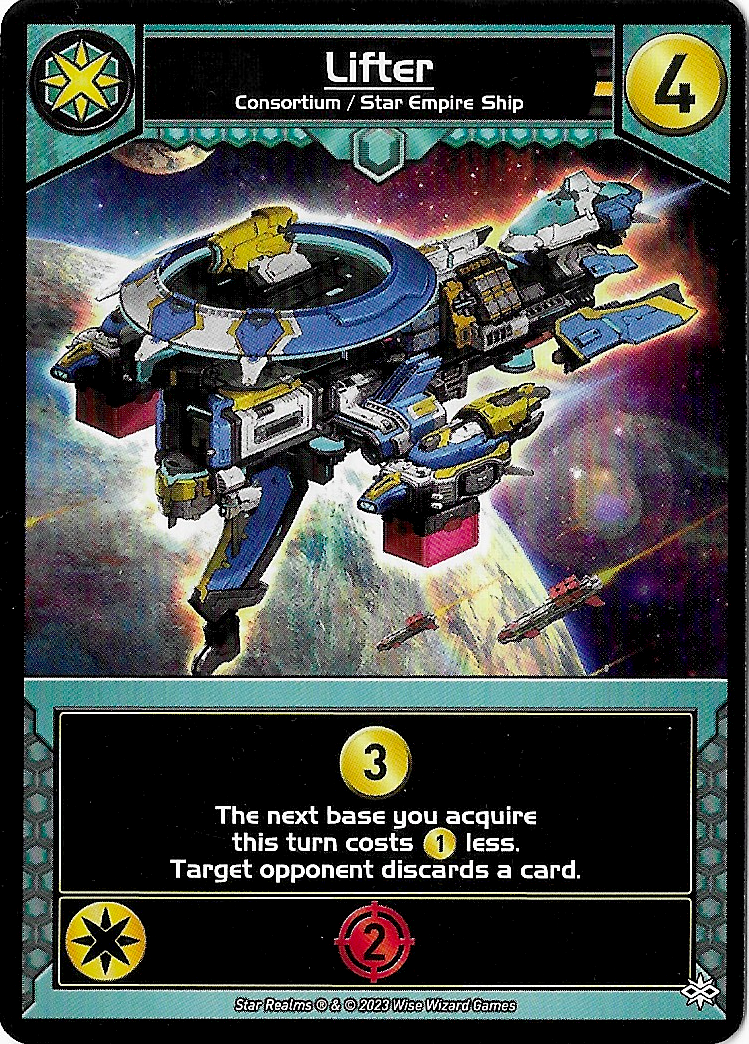 Lifter
Consortium / Star Empire Ship
4
3
The next base you acquire
this turn costs 1 less.
Target opponent discards a card.
2
Star Realms ® & © 2023 Wise Wizard Games